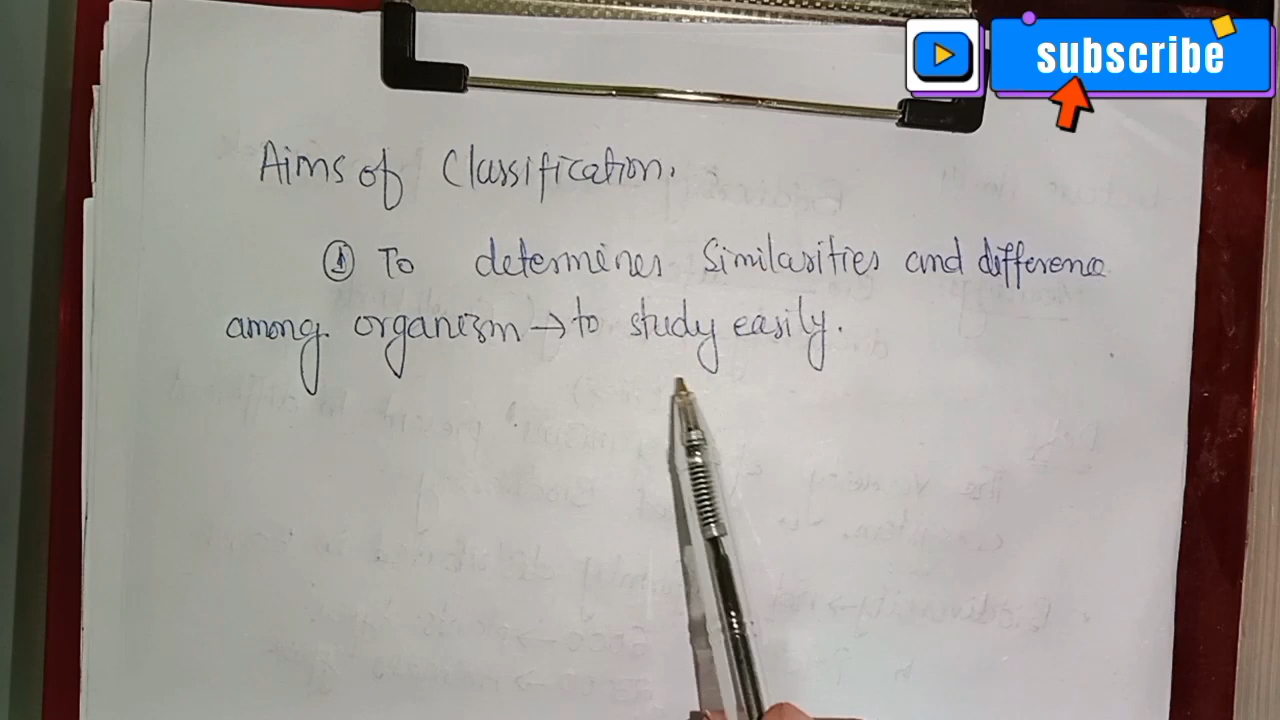 subscribe
Aims of Classification.
① To determines Similarities and difference
among organism → to study easily.